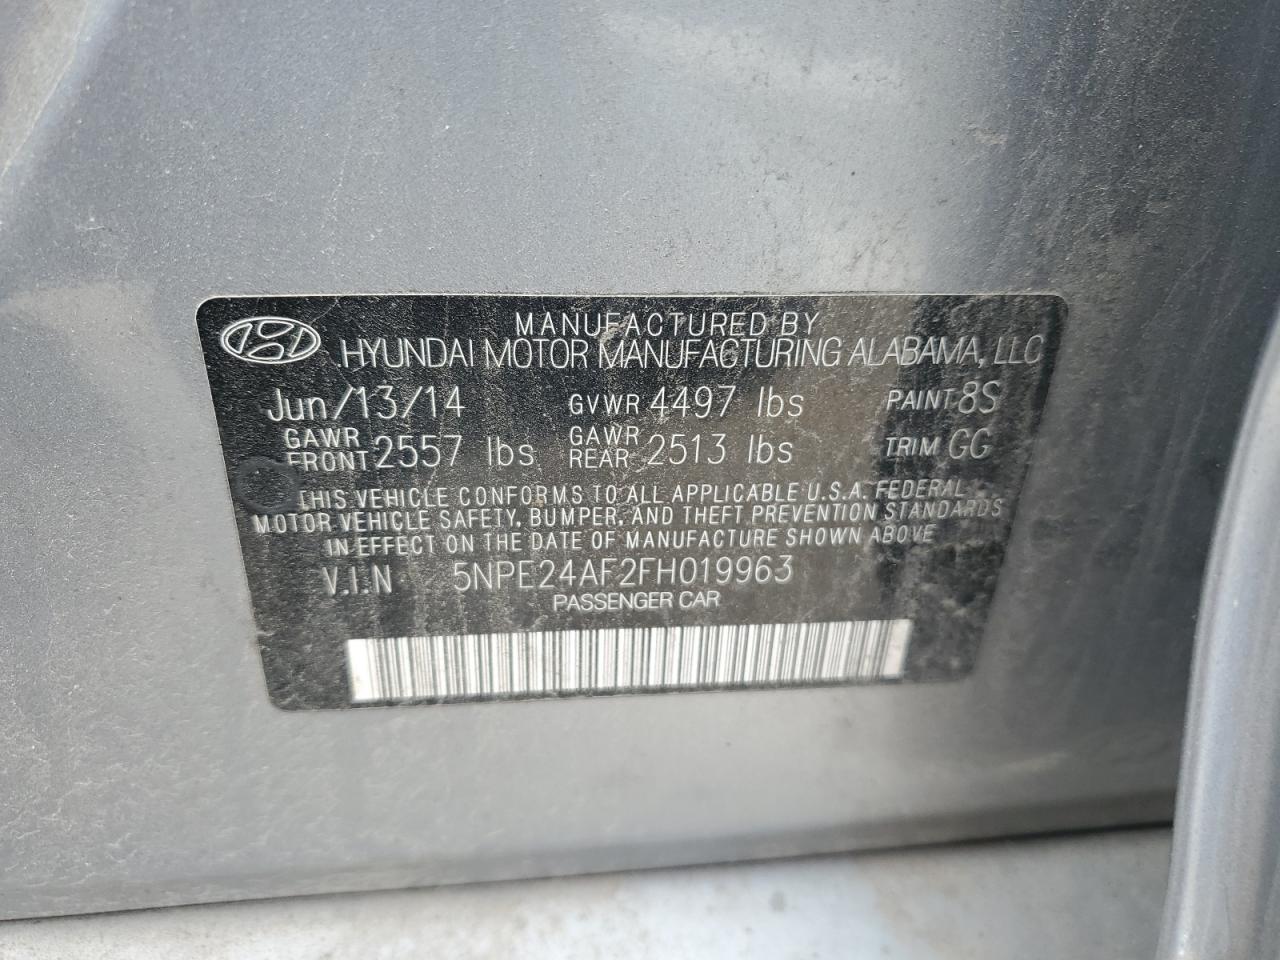 MANUFACTURED BY
HYUNDAI MOTOR MANUFACTURING ALABAMA, LLC
Jun/13/14 GVWR 4497 lbs PAINT 8S
GAWR FRONT 2557 lbs GAWR REAR 2513 lbs TRIM GG
THIS VEHICLE CONFORMS TO ALL APPLICABLE U.S.A. FEDERAL
MOTOR VEHICLE SAFETY, BUMPER, AND THEFT PREVENTION STANDARDS
IN EFFECT ON THE DATE OF MANUFACTURE SHOWN ABOVE
V.I.N 5NPE24AF2FH019963
PASSENGER CAR